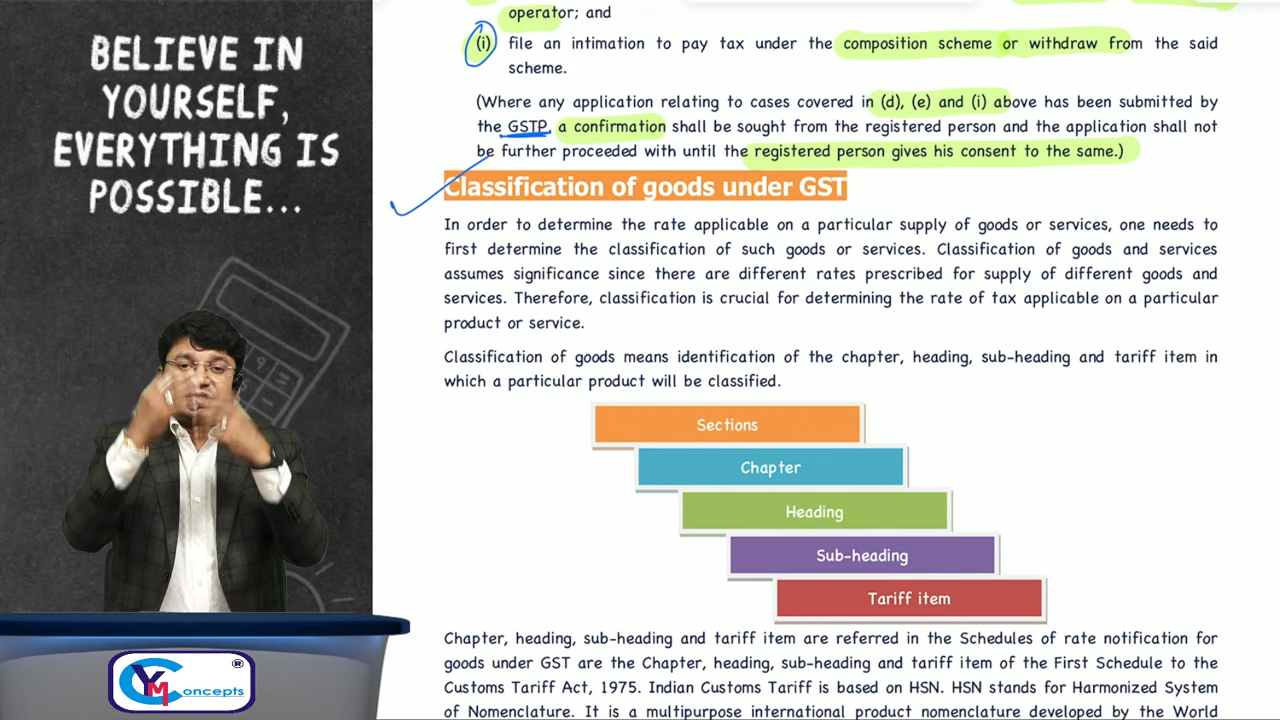 BELIEVE IN
YOURSELF,
EVERYTHING IS
POSSIBLE...
operator; and
(i) file an intimation to pay tax under the composition scheme or withdraw from the said
scheme.
(Where any application relating to cases covered in (d), (e) and (i) above has been submitted by
the GSTP, a confirmation shall be sought from the registered person and the application shall not
be further proceeded with until the registered person gives his consent to the same.)
Classification of goods under GST
In order to determine the rate applicable on a particular supply of goods or services, one needs to
first determine the classification of such goods or services. Classification of goods and services
assumes significance since there are different rates prescribed for supply of different goods and
services. Therefore, classification is crucial for determining the rate of tax applicable on a particular
product or service.
Classification of goods means identification of the chapter, heading, sub-heading and tariff item in
which a particular product will be classified.
Sections
Chapter
Heading
Sub-heading
Tariff item
Chapter, heading, sub-heading and tariff item are referred in the Schedules of rate notification for
goods under GST are the Chapter, heading, sub-heading and tariff item of the First Schedule to the
Customs Tariff Act, 1975. Indian Customs Tariff is based on HSN. HSN stands for Harmonized System
of Nomenclature. It is a multipurpose international product nomenclature developed by the World
YM Concepts ®